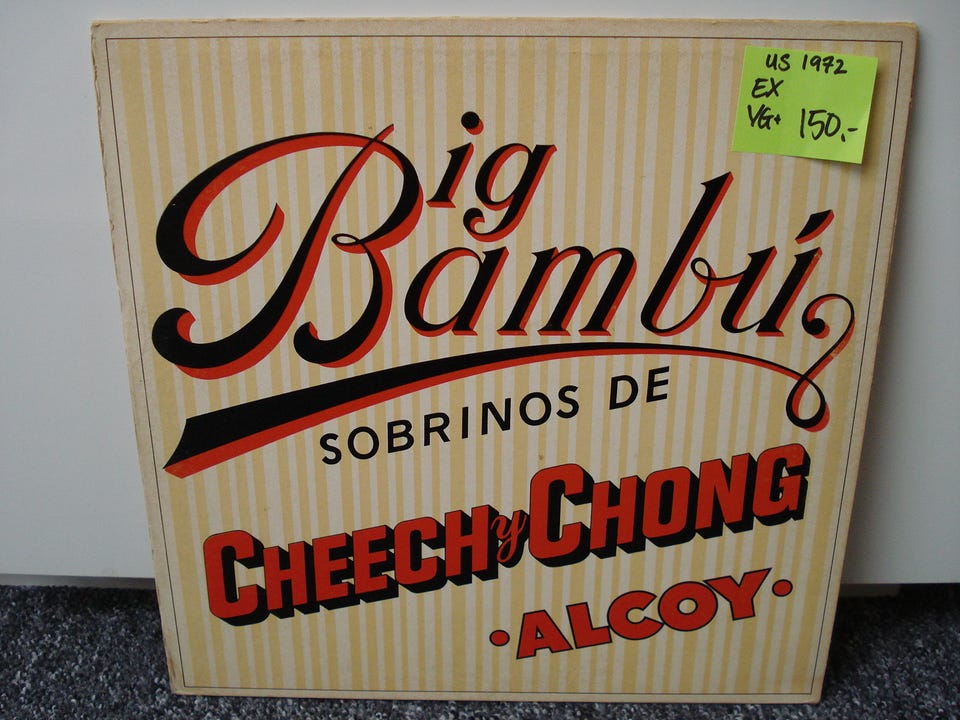 US 1972
EX
VG+ 150.-
Big
Bambú
SOBRINOS DE
CHEECH y CHONG
·ALCOY·